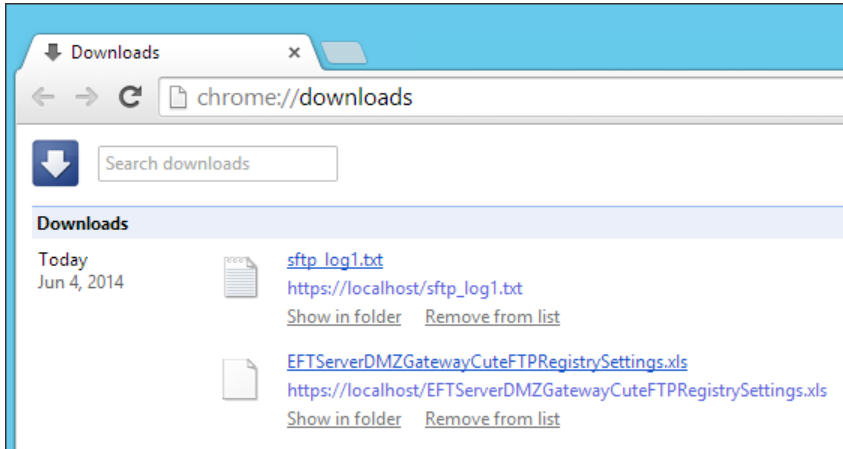 Downloads
chrome://downloads
Search downloads
Downloads
Today
Jun 4, 2014
sftp_log1.txt
https://localhost/sftp_log1.txt
Show in folder Remove from list
EFTServerDMZGatewayCuteFTPRegistrySettings.xls
https://localhost/EFTServerDMZGatewayCuteFTPRegistrySettings.xls
Show in folder Remove from list